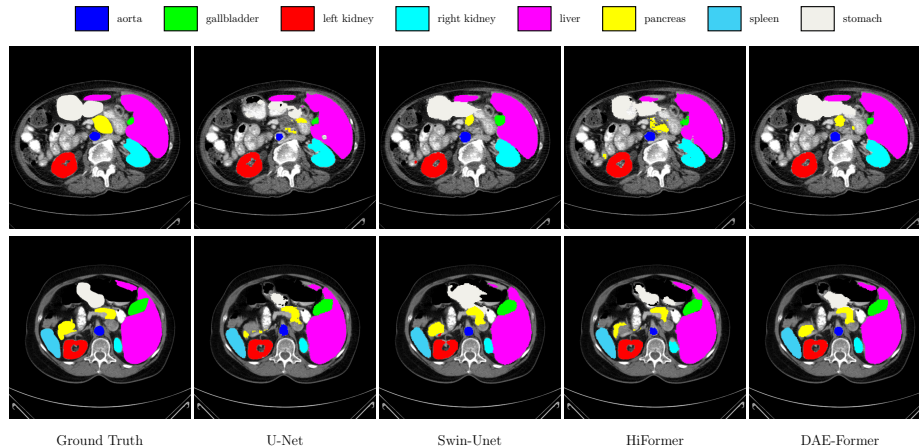 aorta gallbladder left kidney right kidney liver pancreas spleen stomach
Ground Truth U-Net Swin-Unet HiFormer DAE-Former